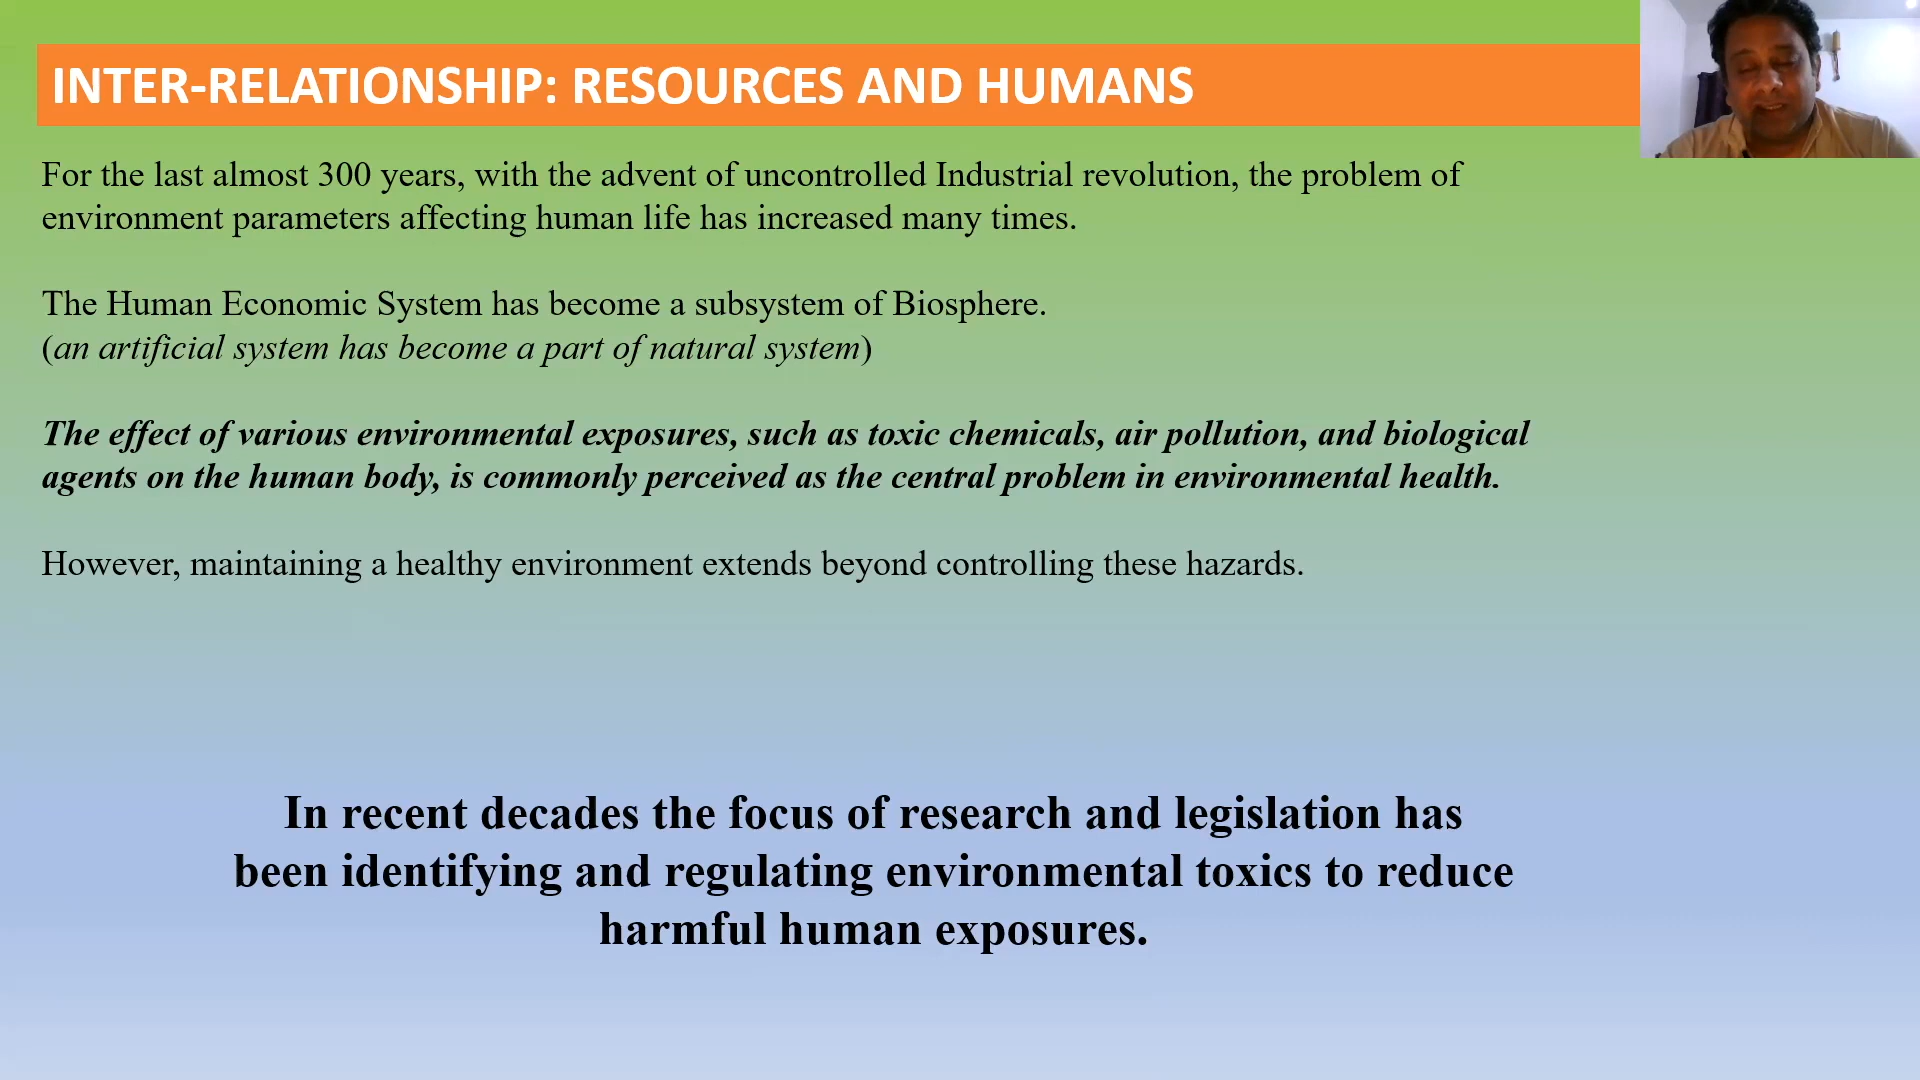 INTER-RELATIONSHIP: RESOURCES AND HUMANS
For the last almost 300 years, with the advent of uncontrolled Industrial revolution, the problem of
environment parameters affecting human life has increased many times.
The Human Economic System has become a subsystem of Biosphere.
(an artificial system has become a part of natural system)
The effect of various environmental exposures, such as toxic chemicals, air pollution, and biological
agents on the human body, is commonly perceived as the central problem in environmental health.
However, maintaining a healthy environment extends beyond controlling these hazards.
In recent decades the focus of research and legislation has
been identifying and regulating environmental toxics to reduce
harmful human exposures.